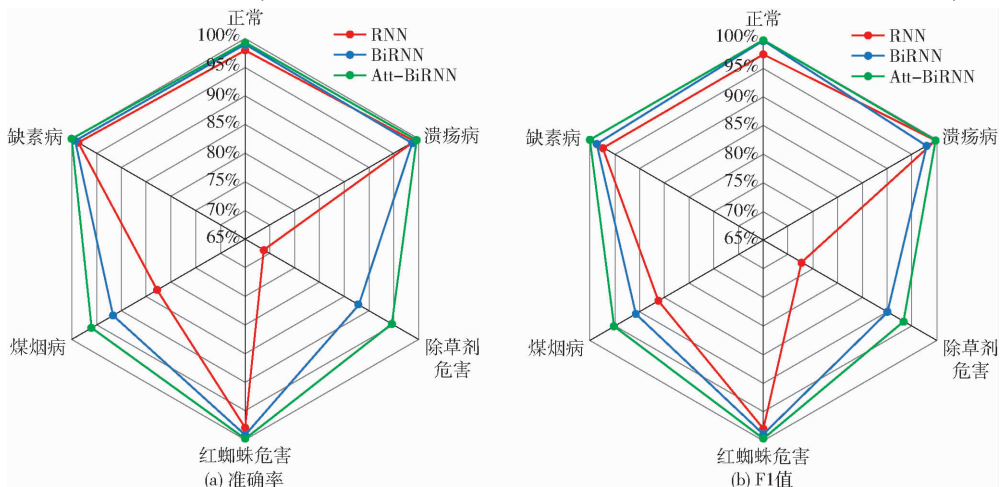 正常
100%
95%
90%
85%
80%
75%
70%
65%
RNN
BiRNN
Att-BiRNN
缺素病
溃疡病
煤烟病
除草剂
危害
红蜘蛛危害
(a) 准确率
正常
100%
95%
90%
85%
80%
75%
70%
65%
RNN
BiRNN
Att-BiRNN
缺素病
溃疡病
煤烟病
除草剂
危害
红蜘蛛危害
(b) F1值